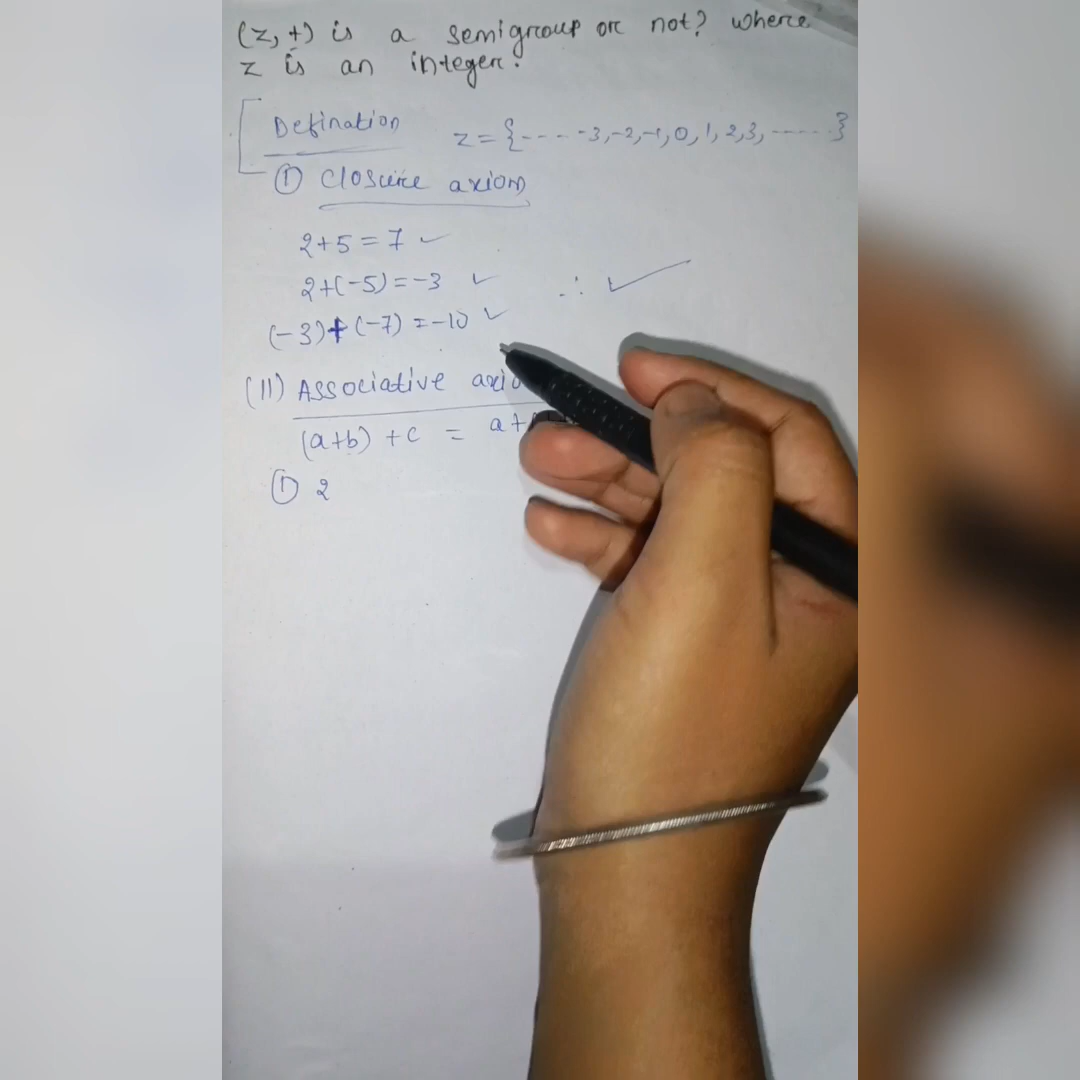 (z, +) is a semigroup or not? where
z is an integer.
Defination z = {---- -3, -2, -1, 0, 1, 2, 3, -----}
① closure axiom
2+5 = 7 ✓
2+(-5) = -3 ✓ ∴ ✓
(-3)+(-7) = -10 ✓
(II) Associative
(a+b) + c = a+
① 2